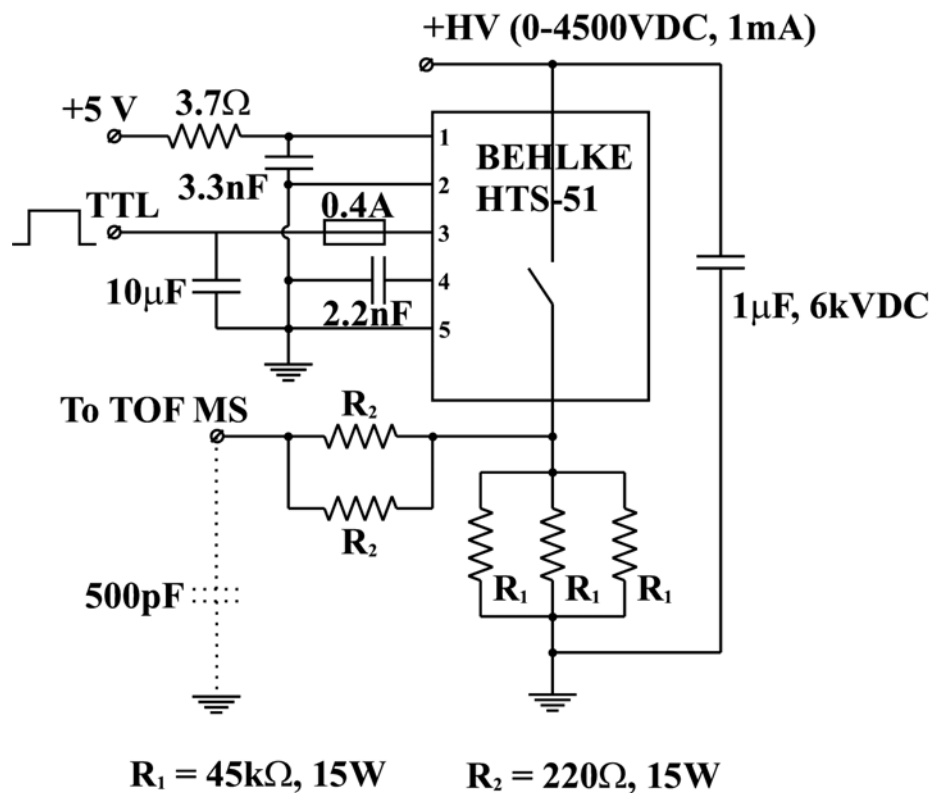 +HV (0-4500VDC, 1mA)
+5 V
3.7Ω
1
BEHLKE
HTS-51
3.3nF
2
TTL
0.4A
3
10μF
4
2.2nF
5
1μF, 6kVDC
To TOF MS
R₂
R₂
500pF
R₁
R₁
R₁
R₁ = 45kΩ, 15W
R₂ = 220Ω, 15W